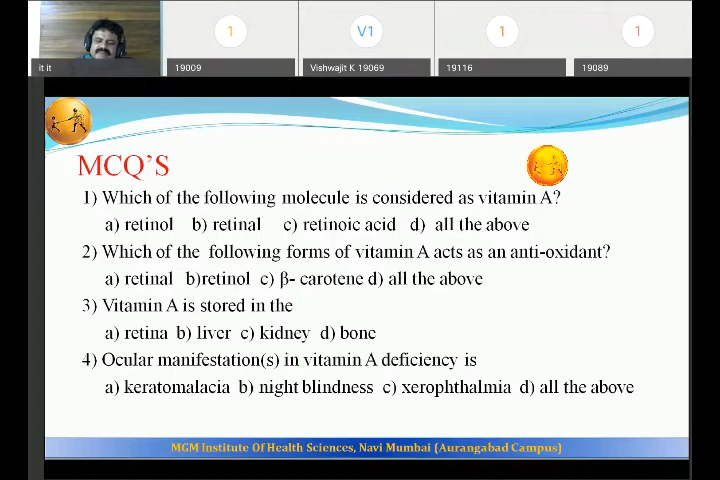 1
V1
1
1
it it
19009
Vishwajit K 19069
19116
19089
MCQ'S
1) Which of the following molecule is considered as vitamin A?
a) retinol b) retinal c) retinoic acid d) all the above
2) Which of the following forms of vitamin A acts as an anti-oxidant?
a) retinal b)retinol c) β- carotene d) all the above
3) Vitamin A is stored in the
a) retina b) liver c) kidney d) bone
4) Ocular manifestation(s) in vitamin A deficiency is
a) keratomalacia b) night blindness c) xerophthalmia d) all the above
MGM Institute Of Health Sciences, Navi Mumbai (Aurangabad Campus)